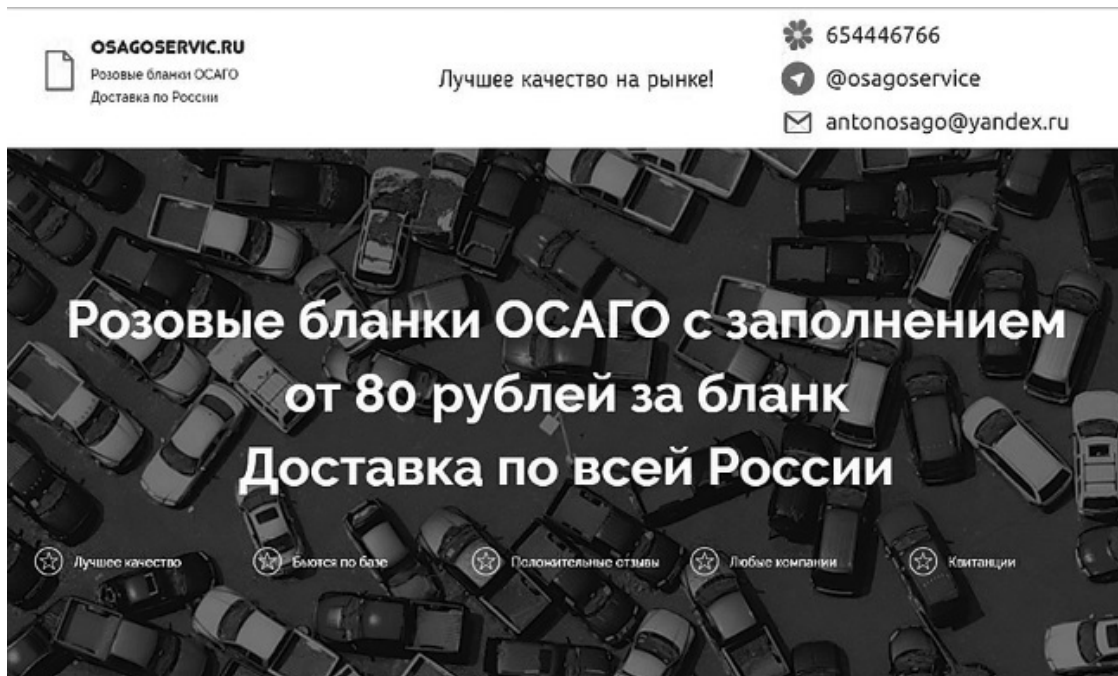 OSAGOSERVIC.RU
Розовые бланки ОСАГО
Доставка по России
Лучшее качество на рынке!
654446766
@osagoservice
antonosago@yandex.ru
Розовые бланки ОСАГО с заполнением
от 80 рублей за бланк
Доставка по всей России
Лучшее качество
Бьются по базе
Положительные отзывы
Любые компании
Квитанции